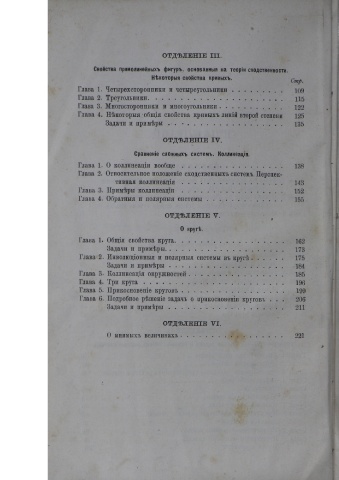 ОТДѢЛЕНІЕ III.
Свойства прямолинейныхъ фигуръ, основанныя на теоріи сходственности.
Нѣкоторыя свойства кривыхъ.
Стр.
Глава 1. Четырехсторонники и четыреугольники . . . . . . . 109
Глава 2. Треугольники. . . . . . . . . . . . 115
Глава 3. Многосторонники и многоугольники . . . . . . . . 122
Глава 4. Нѣкоторыя общія свойства кривыхъ линій второй степени 125
Задачи и примѣры . . . . . . . . . . . 135
ОТДѢЛЕНІЕ IV.
Сравненіе сложныхъ системъ. Коллинеація.
Глава 1. О коллинеаціи вообще . . . . . . . . . . 138
Глава 2. Относительное положеніе сходственныхъ системъ Перспек-
тивная коллинеація . . . . . . . . . . . 143
Глава 3. Примѣры коллинеаціи . . . . . . . . . . 152
Глава 4. Обратныя и полярныя системы . . . . . . . . 155
ОТДѢЛЕНІЕ V.
О кругѣ.
Глава 1. Общія свойства круга. . . . . . . . . . 162
Задачи и примѣры. . . . . . . . . . . 173
Глава 2. Инволюціонныя и полярныя системы въ кругѣ . . . . 175
Задачи и примѣры . . . . . . . . . . . 184
Глава 3. Коллинеація окружностей . . . . . . . . . 185
Глава 4. Три круга . . . . . . . . . . . . 196
Глава 5. Прикосновеніе круговъ . . . . . . . . . . 199
Глава 6. Подробное рѣшеніе задачъ о прикосновеніи круговъ . . . 206
Задачи и примѣры . . . . . . . . . . . 211
ОТДѢЛЕНІЕ VI.
О мнимыхъ величинахъ . . . . . . . . . . . 221